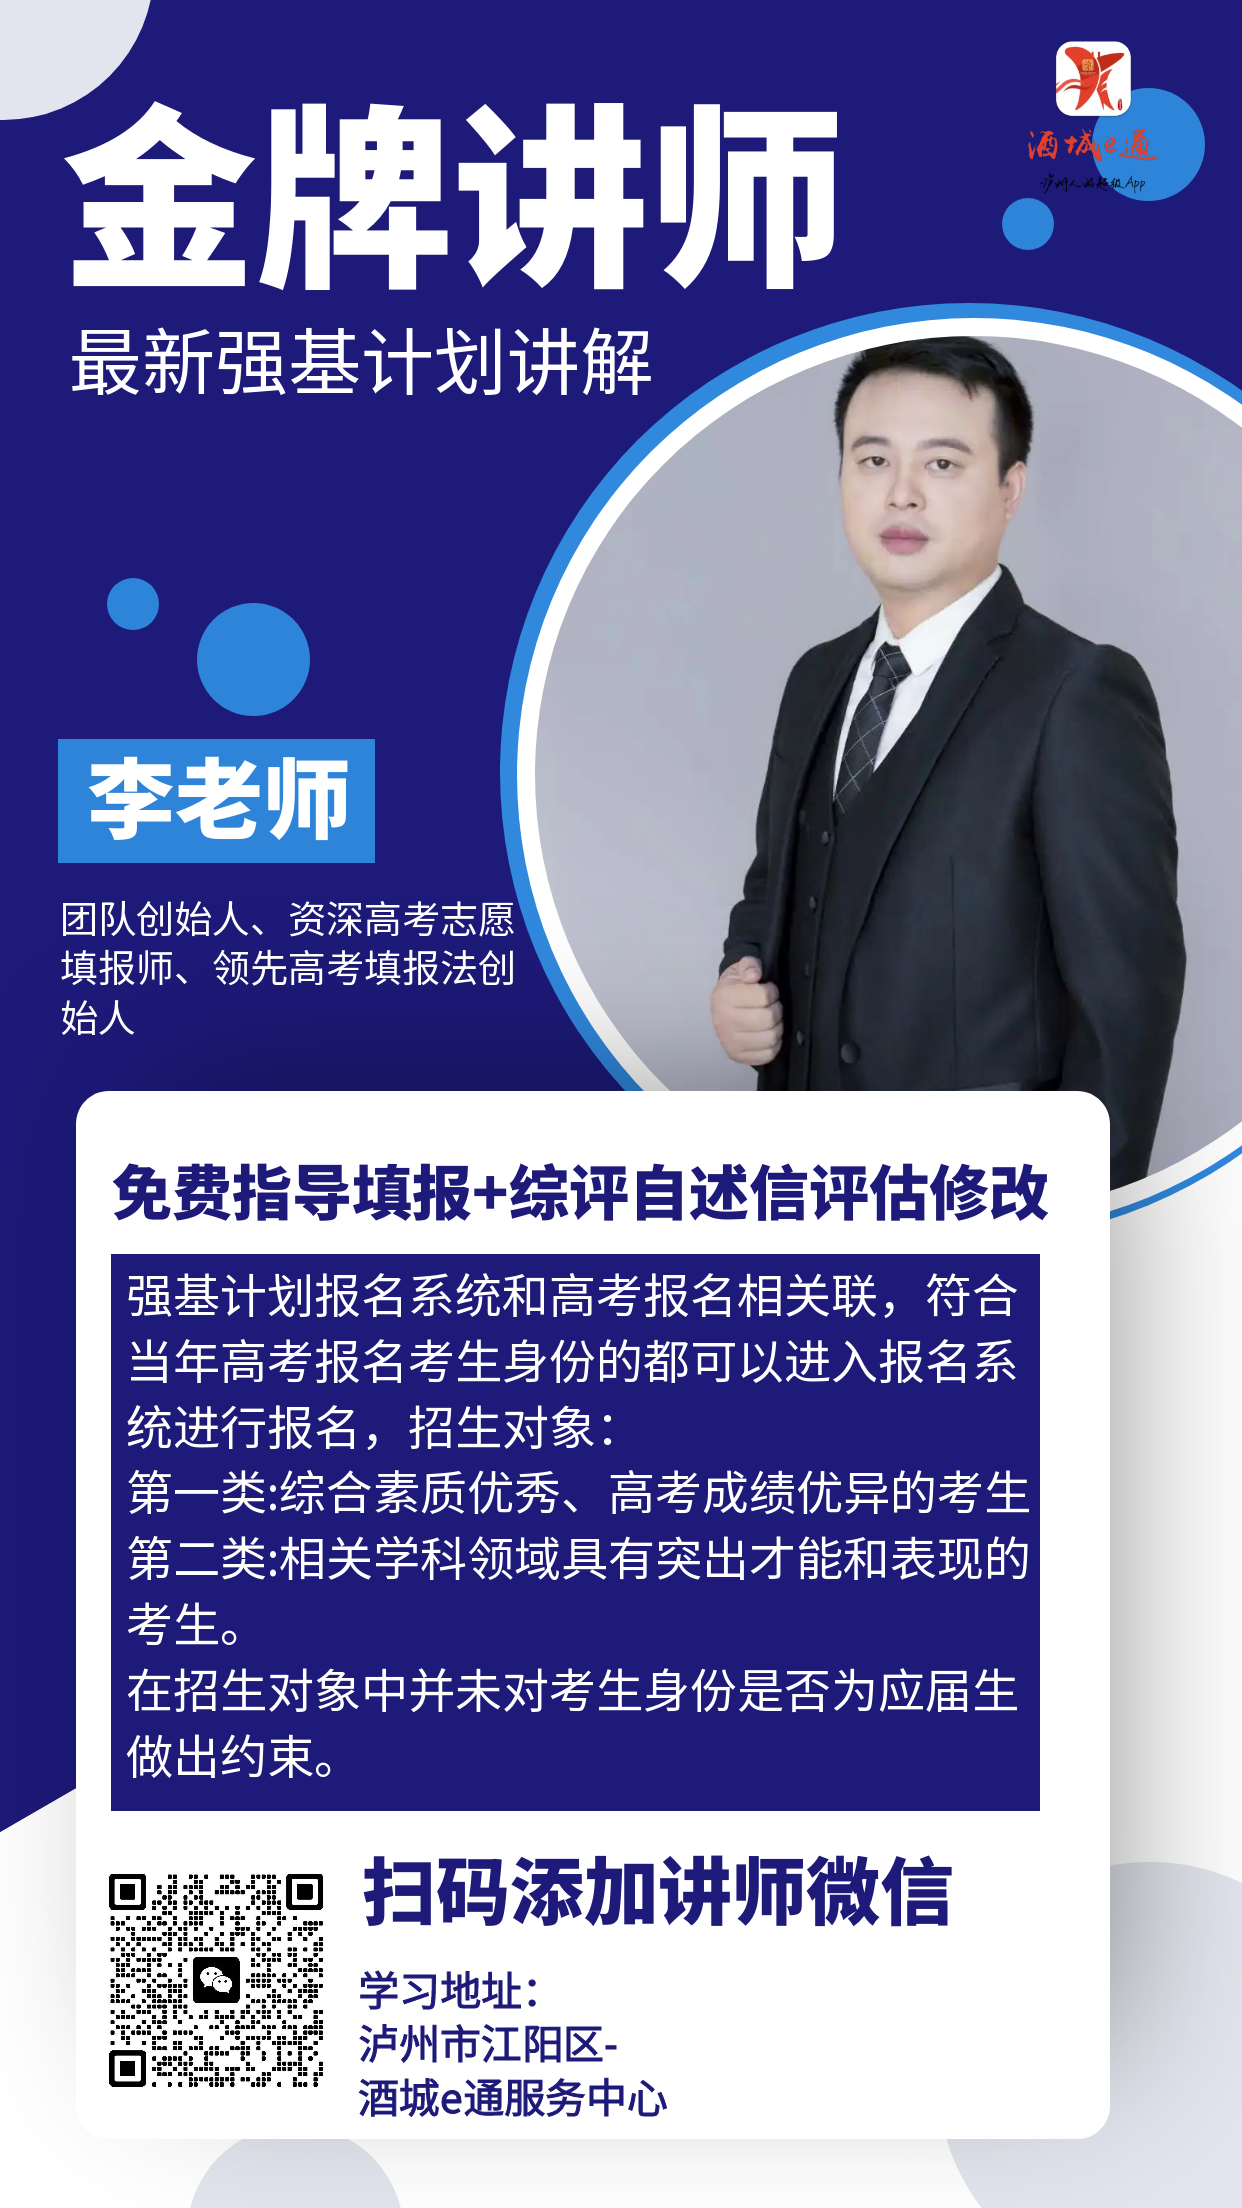 金牌讲师
酒城e通
泸州人的超级App
最新强基计划讲解
李老师
团队创始人、资深高考志愿
填报师、领先高考填报法创
始人
免费指导填报+综评自述信评估修改
强基计划报名系统和高考报名相关联，符合
当年高考报名考生身份的都可以进入报名系
统进行报名，招生对象：
第一类:综合素质优秀、高考成绩优异的考生
第二类:相关学科领域具有突出才能和表现的
考生。
在招生对象中并未对考生身份是否为应届生
做出约束。
扫码添加讲师微信
学习地址：
泸州市江阳区-
酒城e通服务中心